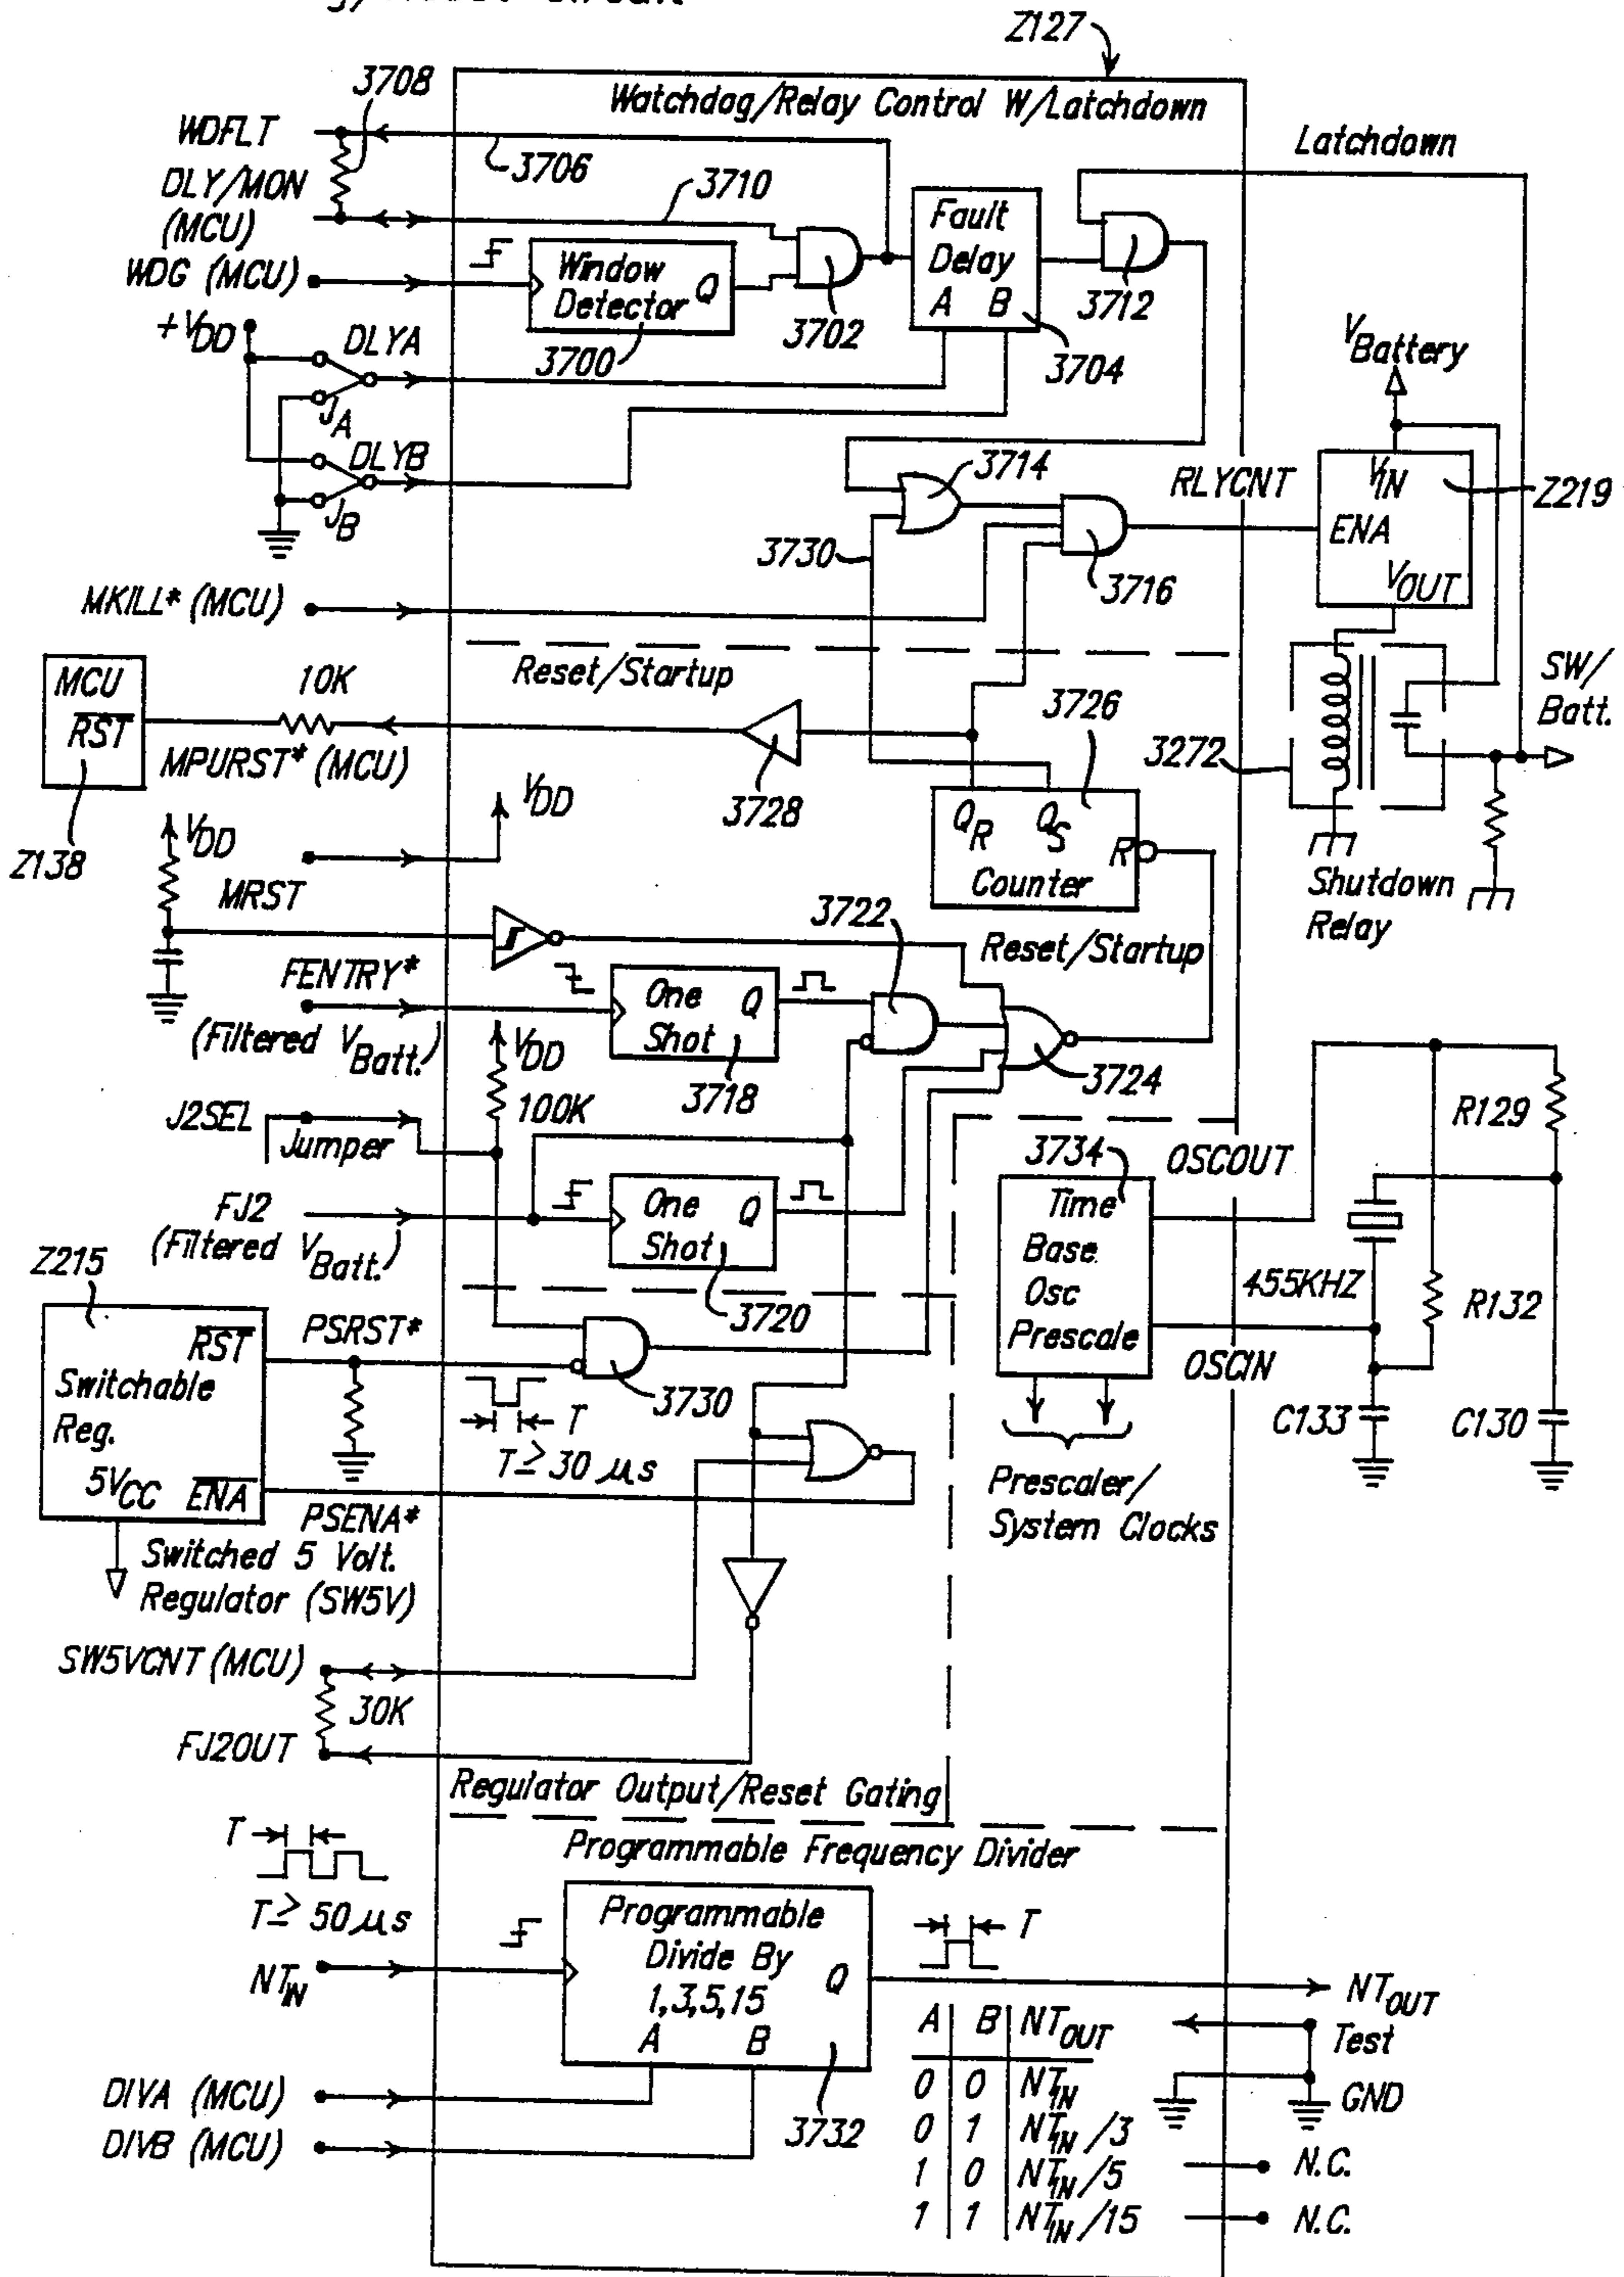 Z127
3708
Watchdog/Relay Control W/Latchdown
WDFLT
3706
Latchdown
DLY/MON
(MCU)
3710
WDG (MCU)
Window
Detector
Q
3700
3702
Fault
Delay
A B
3704
3712
+VDD
DLYA
JA
DLYB
JB
VBattery
3714
RLYCNT
VIN
ENA
VOUT
Z219
3730
3716
MKILL* (MCU)
Reset/Startup
MCU
RST
10K
MPURST* (MCU)
Z138
3728
3726
QR QS
R
Counter
3272
SW/
Batt.
Shutdown
Relay
VDD
VDD
MRST
3722
Reset/Startup
FENTRY*
(Filtered VBatt.)
One
Shot
Q
3718
3724
VDD
100K
J2SEL
Jumper
FJ2
(Filtered VBatt.)
One
Shot
Q
3720
3734
OSCOUT
R129
Time
Base
Osc
Prescale
455KHZ
R132
OSCIN
C133
C130
Prescaler/
System Clocks
Z215
RST
PSRST*
Switchable
Reg.
5VCC
ENA
3730
T
T ≥ 30 μs
PSENA*
Switched 5 Volt.
Regulator (SW5V)
SW5VCNT (MCU)
30K
FJ2OUT
Regulator Output/Reset Gating
Programmable Frequency Divider
T
T ≥ 50 μs
NTIN
Programmable
Divide By
1,3,5,15
Q
A B
3732
T
NTOUT
Test
GND
N.C.
N.C.
DIVA (MCU)
DIVB (MCU)
A B NTOUT
0 0 NTIN
0 1 NTIN/3
1 0 NTIN/5
1 1 NTIN/15